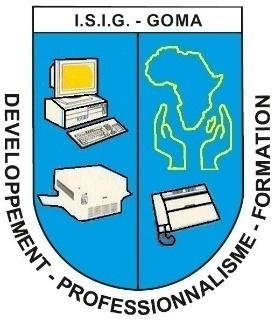 I.S.I.G. - GOMA
DEVELOPPEMENT - PROFESSIONNALISME - FORMATION